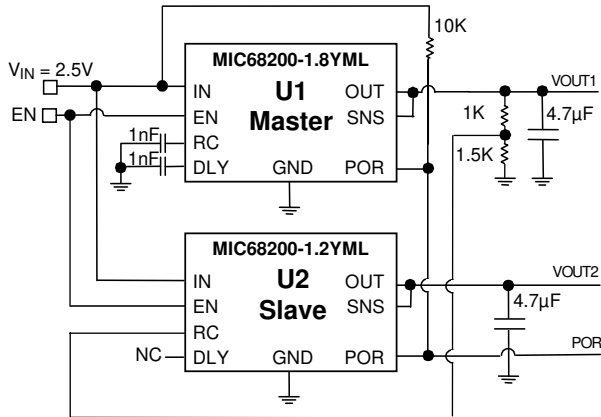 10K
MIC68200-1.8YML
VIN = 2.5V
IN
U1
OUT
VOUT1
EN
EN
Master
SNS
1K
4.7µF
1nF
RC
1nF
DLY
GND
POR
1.5K
MIC68200-1.2YML
IN
U2
OUT
VOUT2
EN
Slave
SNS
4.7µF
RC
NC
DLY
GND
POR
POR